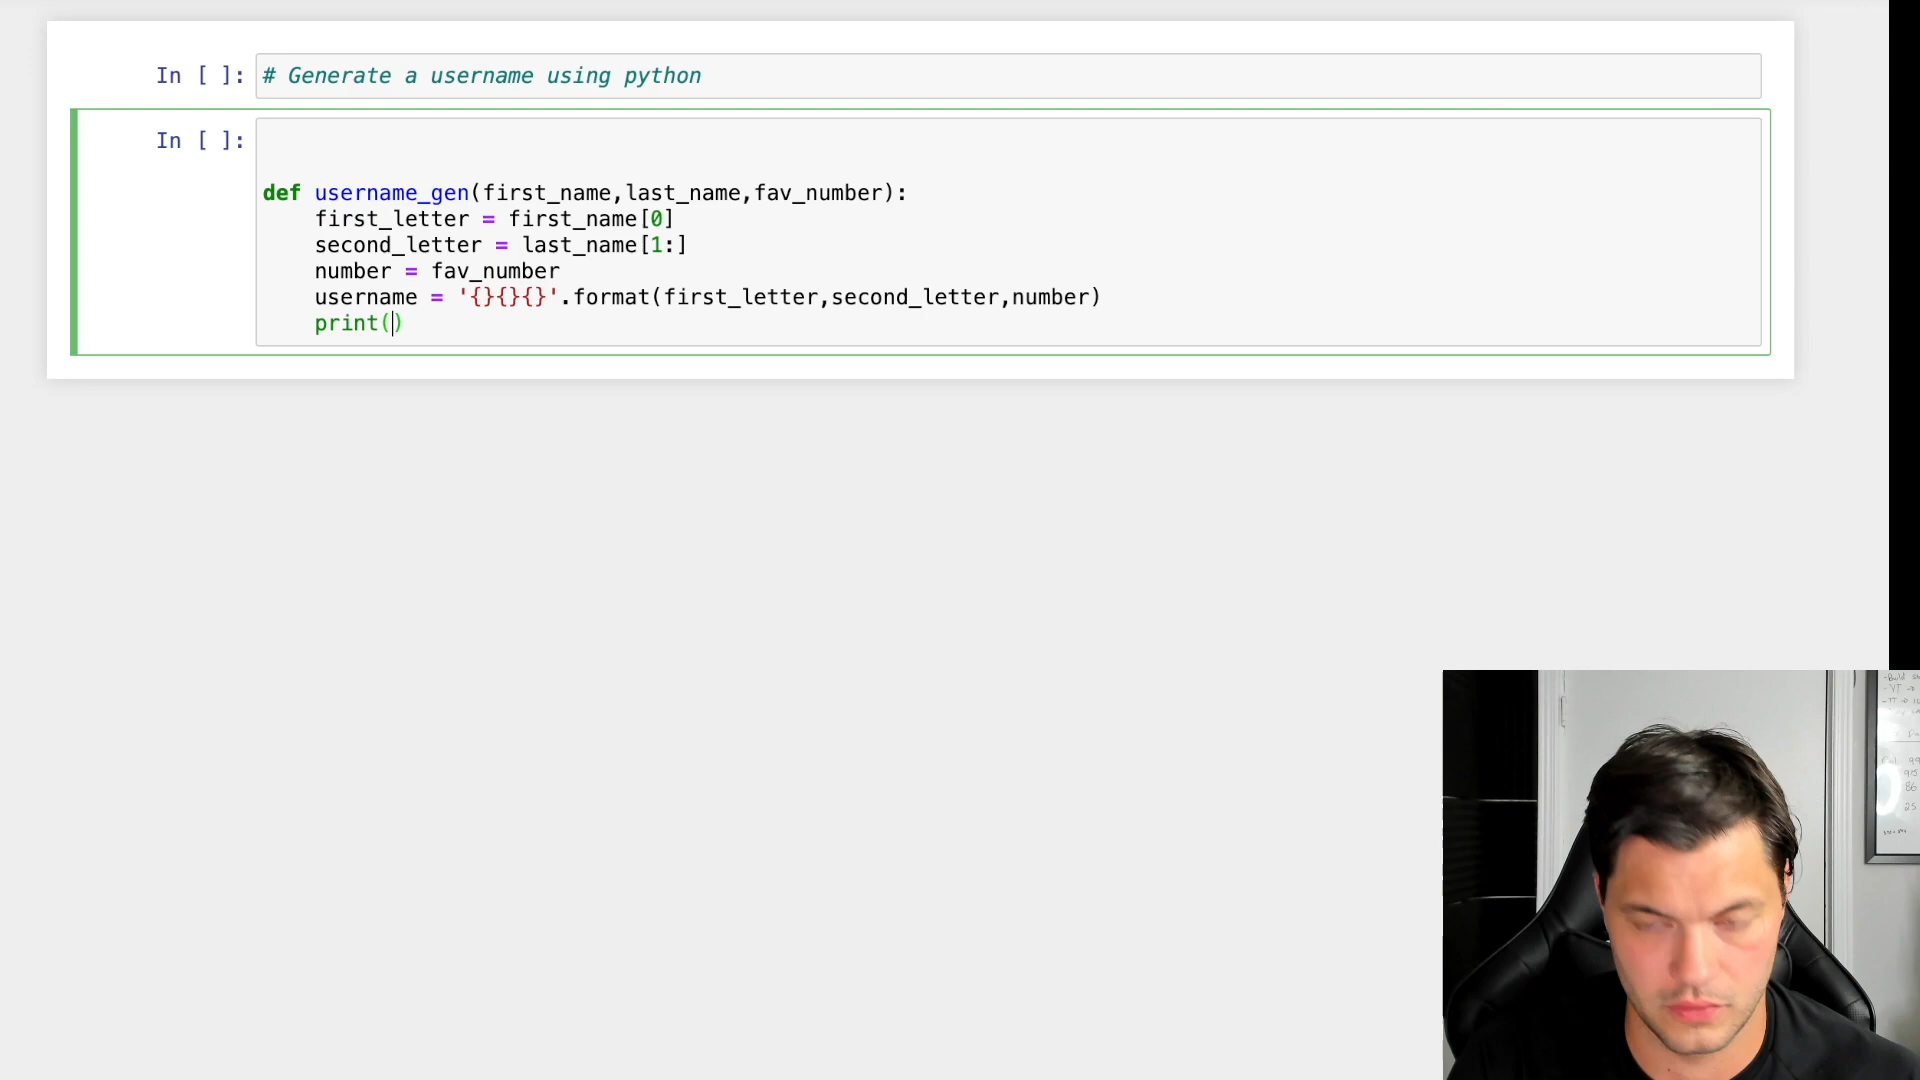 In [ ]: # Generate a username using python
In [ ]:
def username_gen(first_name,last_name,fav_number):
    first_letter = first_name[0]
    second_letter = last_name[1:]
    number = fav_number
    username = '{}{}{}'.format(first_letter,second_letter,number)
    print()